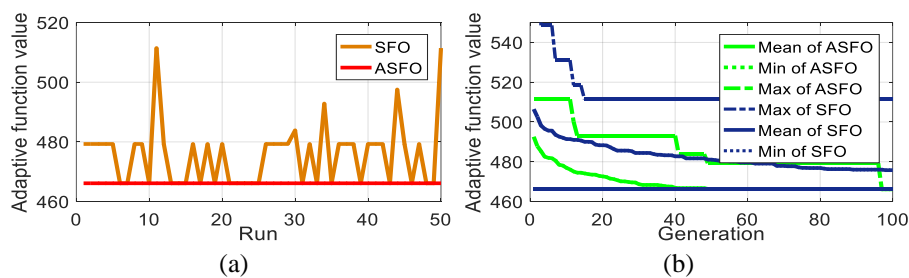 520
500
480
460
Adaptive function value
SFO
ASFO
0
10
20
30
40
50
Run
(a)
540
520
500
480
460
Adaptive function value
Mean of ASFO
Min of ASFO
Max of ASFO
Max of SFO
Mean of SFO
Min of SFO
0
20
40
60
80
100
Generation
(b)